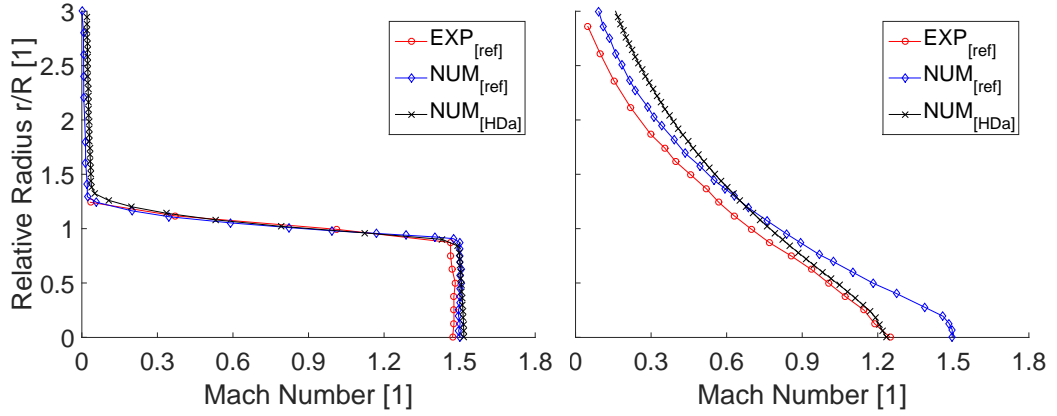 Relative Radius r/R [1]
3
2.5
2
1.5
1
0.5
0
0 0.3 0.6 0.9 1.2 1.5 1.8
Mach Number [1]
EXP[ref]
NUM[ref]
NUM[HDa]
0.3 0.6 0.9 1.2 1.5 1.8
Mach Number [1]
EXP[ref]
NUM[ref]
NUM[HDa]